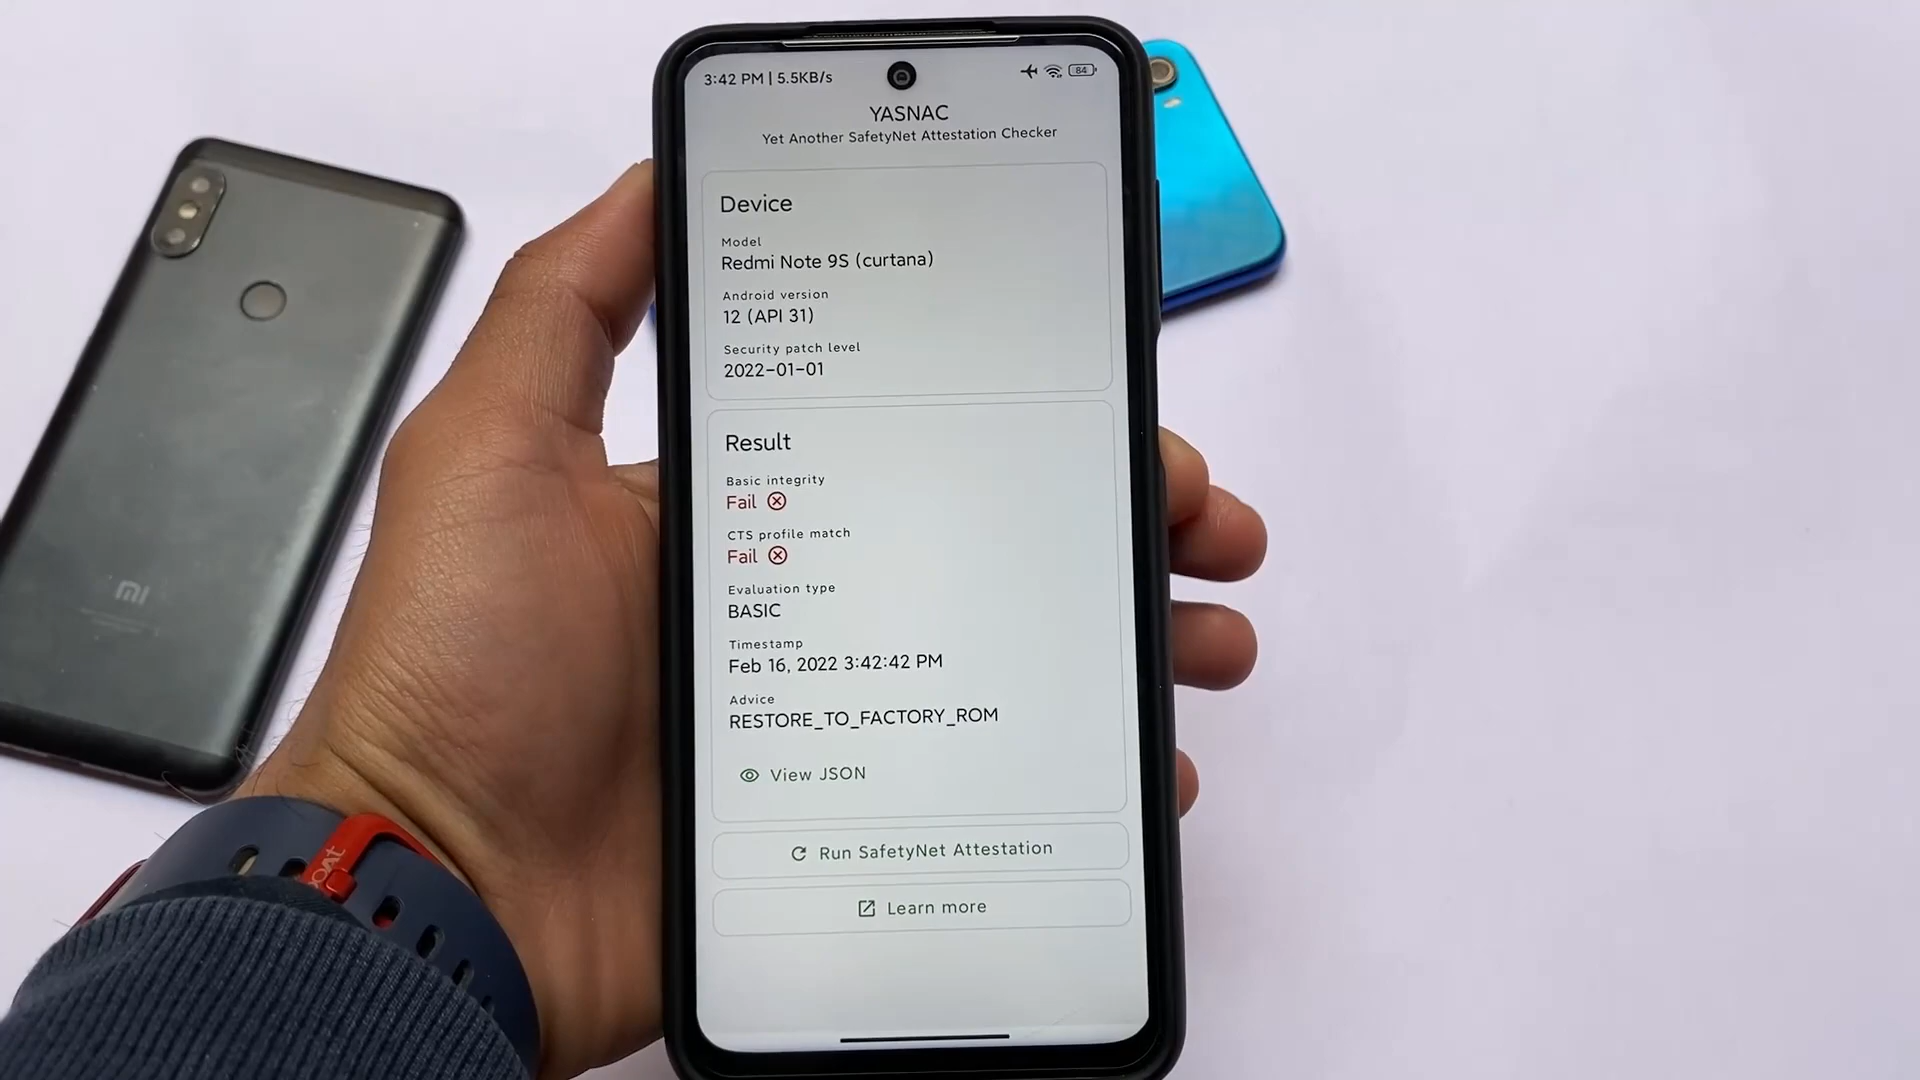 3:42 PM | 5.5KB/s
84
YASNAC
Yet Another SafetyNet Attestation Checker
Device
Model
Redmi Note 9S (curtana)
Android version
12 (API 31)
Security patch level
2022-01-01
Result
Basic integrity
Fail
CTS profile match
Fail
Evaluation type
BASIC
Timestamp
Feb 16, 2022 3:42:42 PM
Advice
RESTORE_TO_FACTORY_ROM
View JSON
Run SafetyNet Attestation
Learn more
mi
boAt